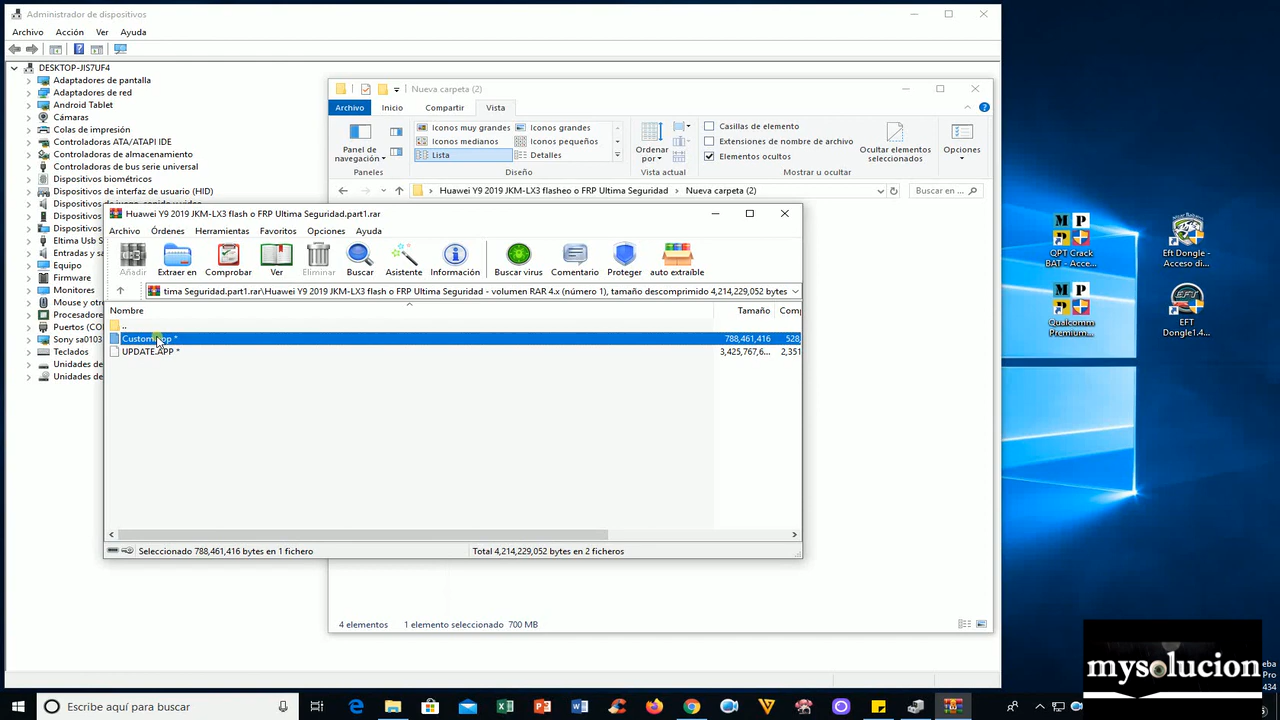 Administrador de dispositivos
Archivo Acción Ver Ayuda
DESKTOP-JIS7UF4
Adaptadores de pantalla
Adaptadores de red
Android Tablet
Cámaras
Colas de impresión
Controladoras ATA/ATAPI IDE
Controladoras de almacenamiento
Controladoras de bus serie universal
Dispositivos biométricos
Dispositivos de interfaz de usuario (HID)
Eltima Usb S
Entradas y sa
Equipo
Firmware
Monitores
Mouse y otro
Procesadore
Puertos (CO
Sony sa0103
Teclados
Unidades de
Unidades de
Nueva carpeta (2)
Archivo Inicio Compartir Vista
Panel de navegación
Paneles
Iconos muy grandes Iconos grandes
Iconos medianos Iconos pequeños
Lista Detalles
Diseño
Ordenar por
Vista actual
Casillas de elemento
Extensiones de nombre de archivo
Elementos ocultos
Ocultar elementos seleccionados
Mostrar u ocultar
Opciones
Huawei Y9 2019 JKM-LX3 flasheo o FRP Ultima Seguridad Nueva carpeta (2)
Buscar en ...
Huawei Y9 2019 JKM-LX3 flash o FRP Ultima Seguridad.part1.rar
Archivo Órdenes Herramientas Favoritos Opciones Ayuda
Añadir Extraer en Comprobar Ver Eliminar Buscar Asistente Información Buscar virus Comentario Proteger auto extraíble
tima Seguridad.part1.rar\Huawei Y9 2019 JKM-LX3 flash o FRP Ultima Seguridad - volumen RAR 4.x (número 1), tamaño descomprimido 4,214,229,052 bytes
Nombre Tamaño Comp
..
788,461,416 528,
UPDATE.APP * 3,425,767,6... 2,351
Seleccionado 788,461,416 bytes en 1 fichero Total 4,214,229,052 bytes en 2 ficheros
4 elementos 1 elemento seleccionado 700 MB
QPT Crack
BAT - Acce...
Eft Dongle -
Acceso di...
Qualcomm
Premium...
EFT
Dongle1.4...
mysolucion
eba
Pro
434
Escribe aquí para buscar